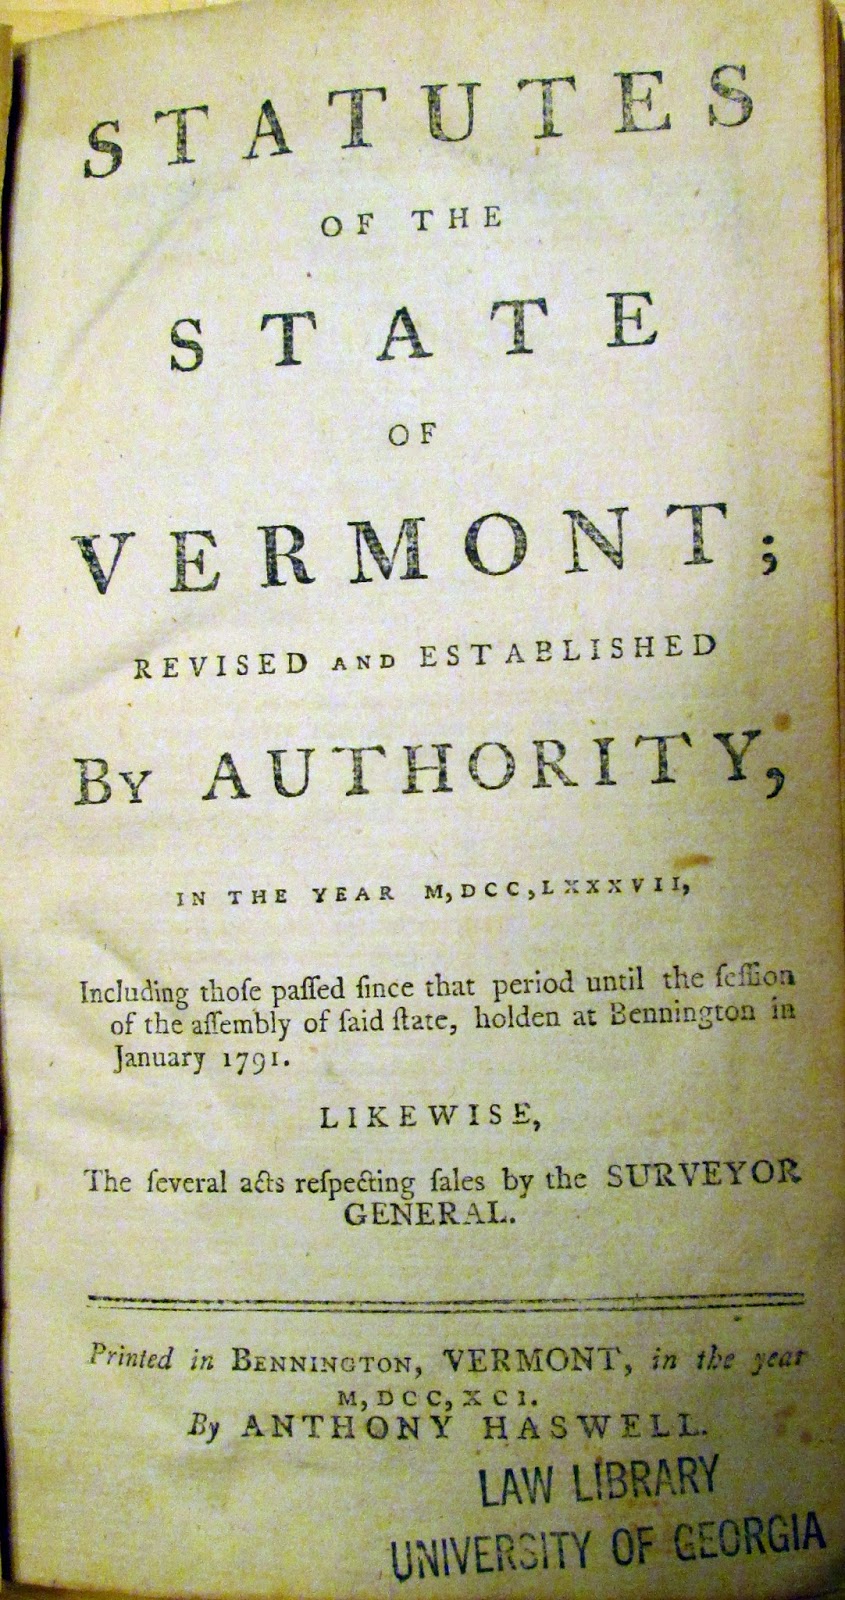 STATUTES
OF THE
STATE
OF
VERMONT;
REVISED AND ESTABLISHED
By AUTHORITY,
IN THE YEAR M,DCC,LXXXVII,
Including thoſe paſſed ſince that period until the ſeſſion
of the aſſembly of ſaid ſtate, holden at Bennington in
January 1791.
LIKEWISE,
The ſeveral acts reſpecting ſales by the SURVEYOR
GENERAL.
Printed in BENNINGTON, VERMONT, in the year
M,DCC,XCI.
By ANTHONY HASWELL.
LAW LIBRARY
UNIVERSITY OF GEORGIA